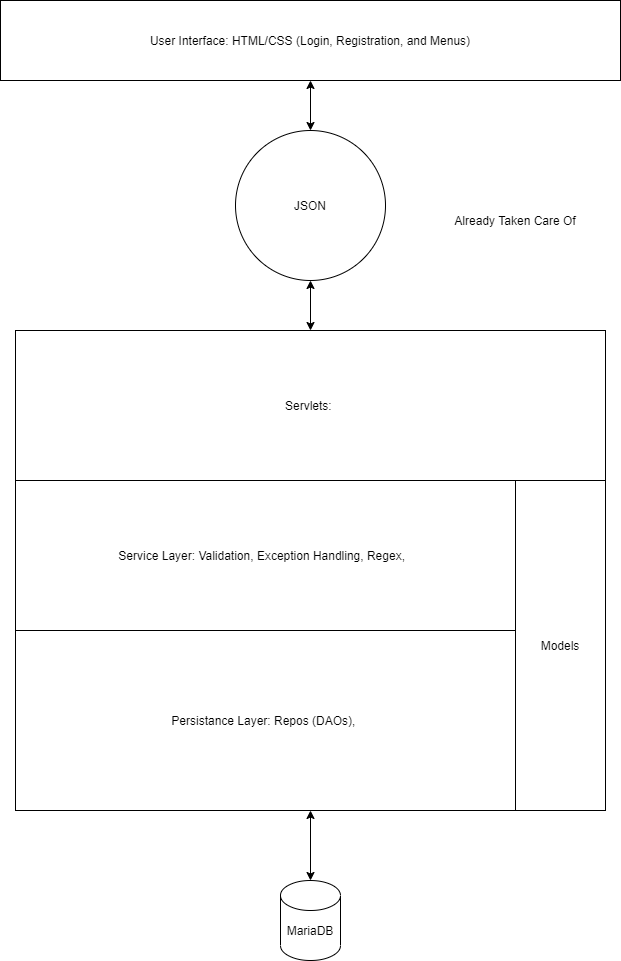 User Interface: HTML/CSS (Login, Registration, and Menus)
JSON
Already Taken Care Of
Servlets:
Service Layer: Validation, Exception Handling, Regex,
Models
Persistance Layer: Repos (DAOs),
MariaDB